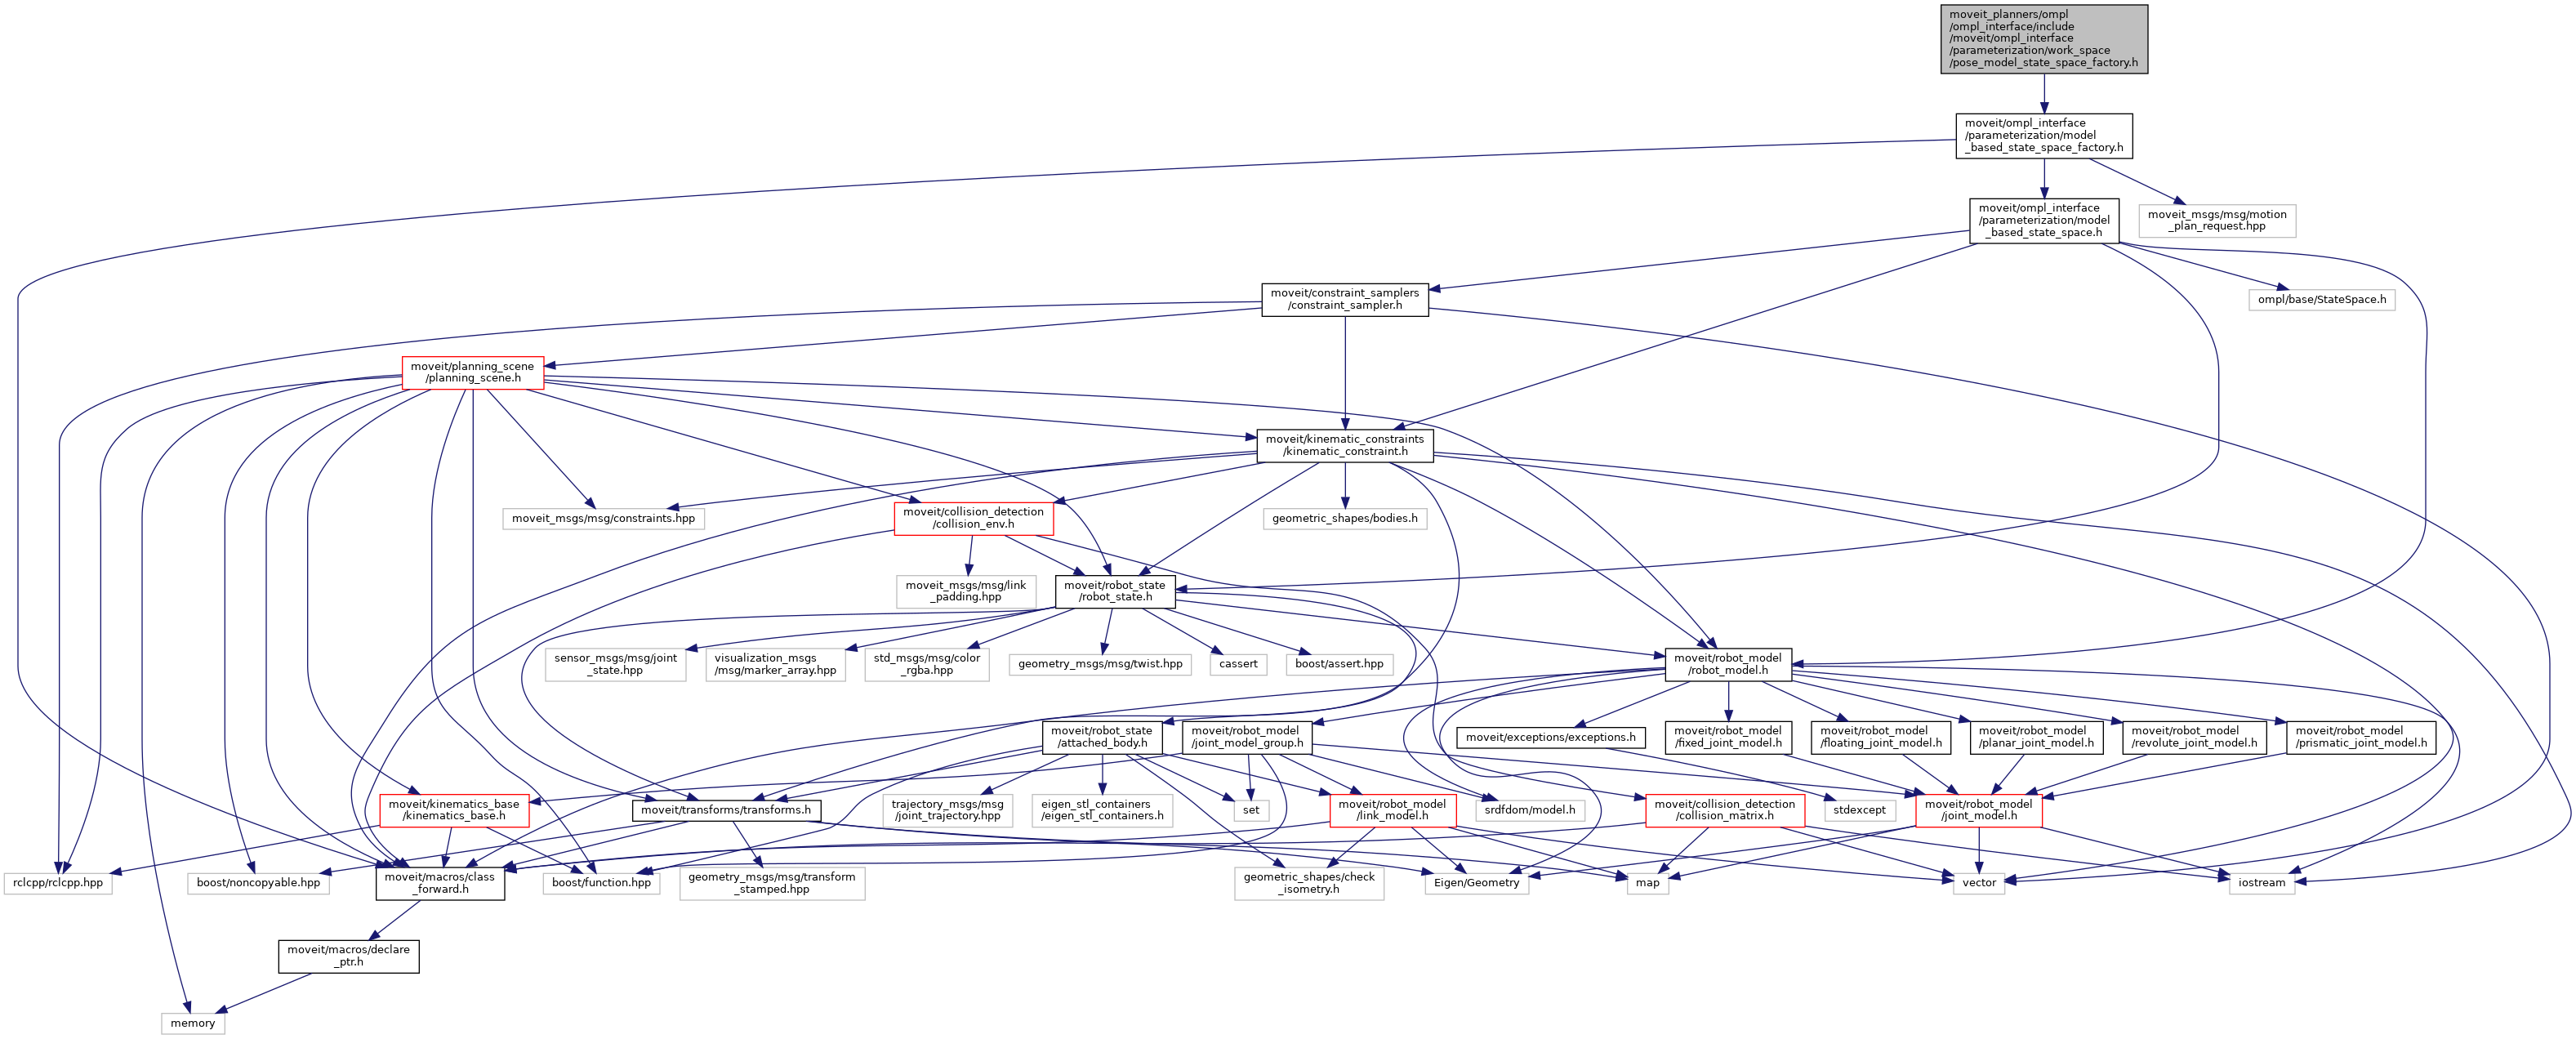 moveit_planners/ompl
/ompl_interface/include
/moveit/ompl_interface
/parameterization/work_space
/pose_model_state_space_factory.h
moveit/ompl_interface
/parameterization/model
_based_state_space_factory.h
moveit/ompl_interface
/parameterization/model
_based_state_space.h
moveit_msgs/msg/motion
_plan_request.hpp
moveit/constraint_samplers
/constraint_sampler.h
ompl/base/StateSpace.h
moveit/planning_scene
/planning_scene.h
moveit/kinematic_constraints
/kinematic_constraint.h
moveit_msgs/msg/constraints.hpp
moveit/collision_detection
/collision_env.h
geometric_shapes/bodies.h
moveit_msgs/msg/link
_padding.hpp
moveit/robot_state
/robot_state.h
sensor_msgs/msg/joint
_state.hpp
visualization_msgs
/msg/marker_array.hpp
std_msgs/msg/color
_rgba.hpp
geometry_msgs/msg/twist.hpp
cassert
boost/assert.hpp
moveit/robot_model
/robot_model.h
moveit/robot_state
/attached_body.h
moveit/robot_model
/joint_model_group.h
moveit/exceptions/exceptions.h
moveit/robot_model
/fixed_joint_model.h
moveit/robot_model
/floating_joint_model.h
moveit/robot_model
/planar_joint_model.h
moveit/robot_model
/revolute_joint_model.h
moveit/robot_model
/prismatic_joint_model.h
moveit/kinematics_base
/kinematics_base.h
moveit/transforms/transforms.h
trajectory_msgs/msg
/joint_trajectory.hpp
eigen_stl_containers
/eigen_stl_containers.h
set
moveit/robot_model
/link_model.h
srdfdom/model.h
moveit/collision_detection
/collision_matrix.h
stdexcept
moveit/robot_model
/joint_model.h
rclcpp/rclcpp.hpp
boost/noncopyable.hpp
moveit/macros/class
_forward.h
boost/function.hpp
geometry_msgs/msg/transform
_stamped.hpp
geometric_shapes/check
_isometry.h
Eigen/Geometry
map
vector
iostream
moveit/macros/declare
_ptr.h
memory